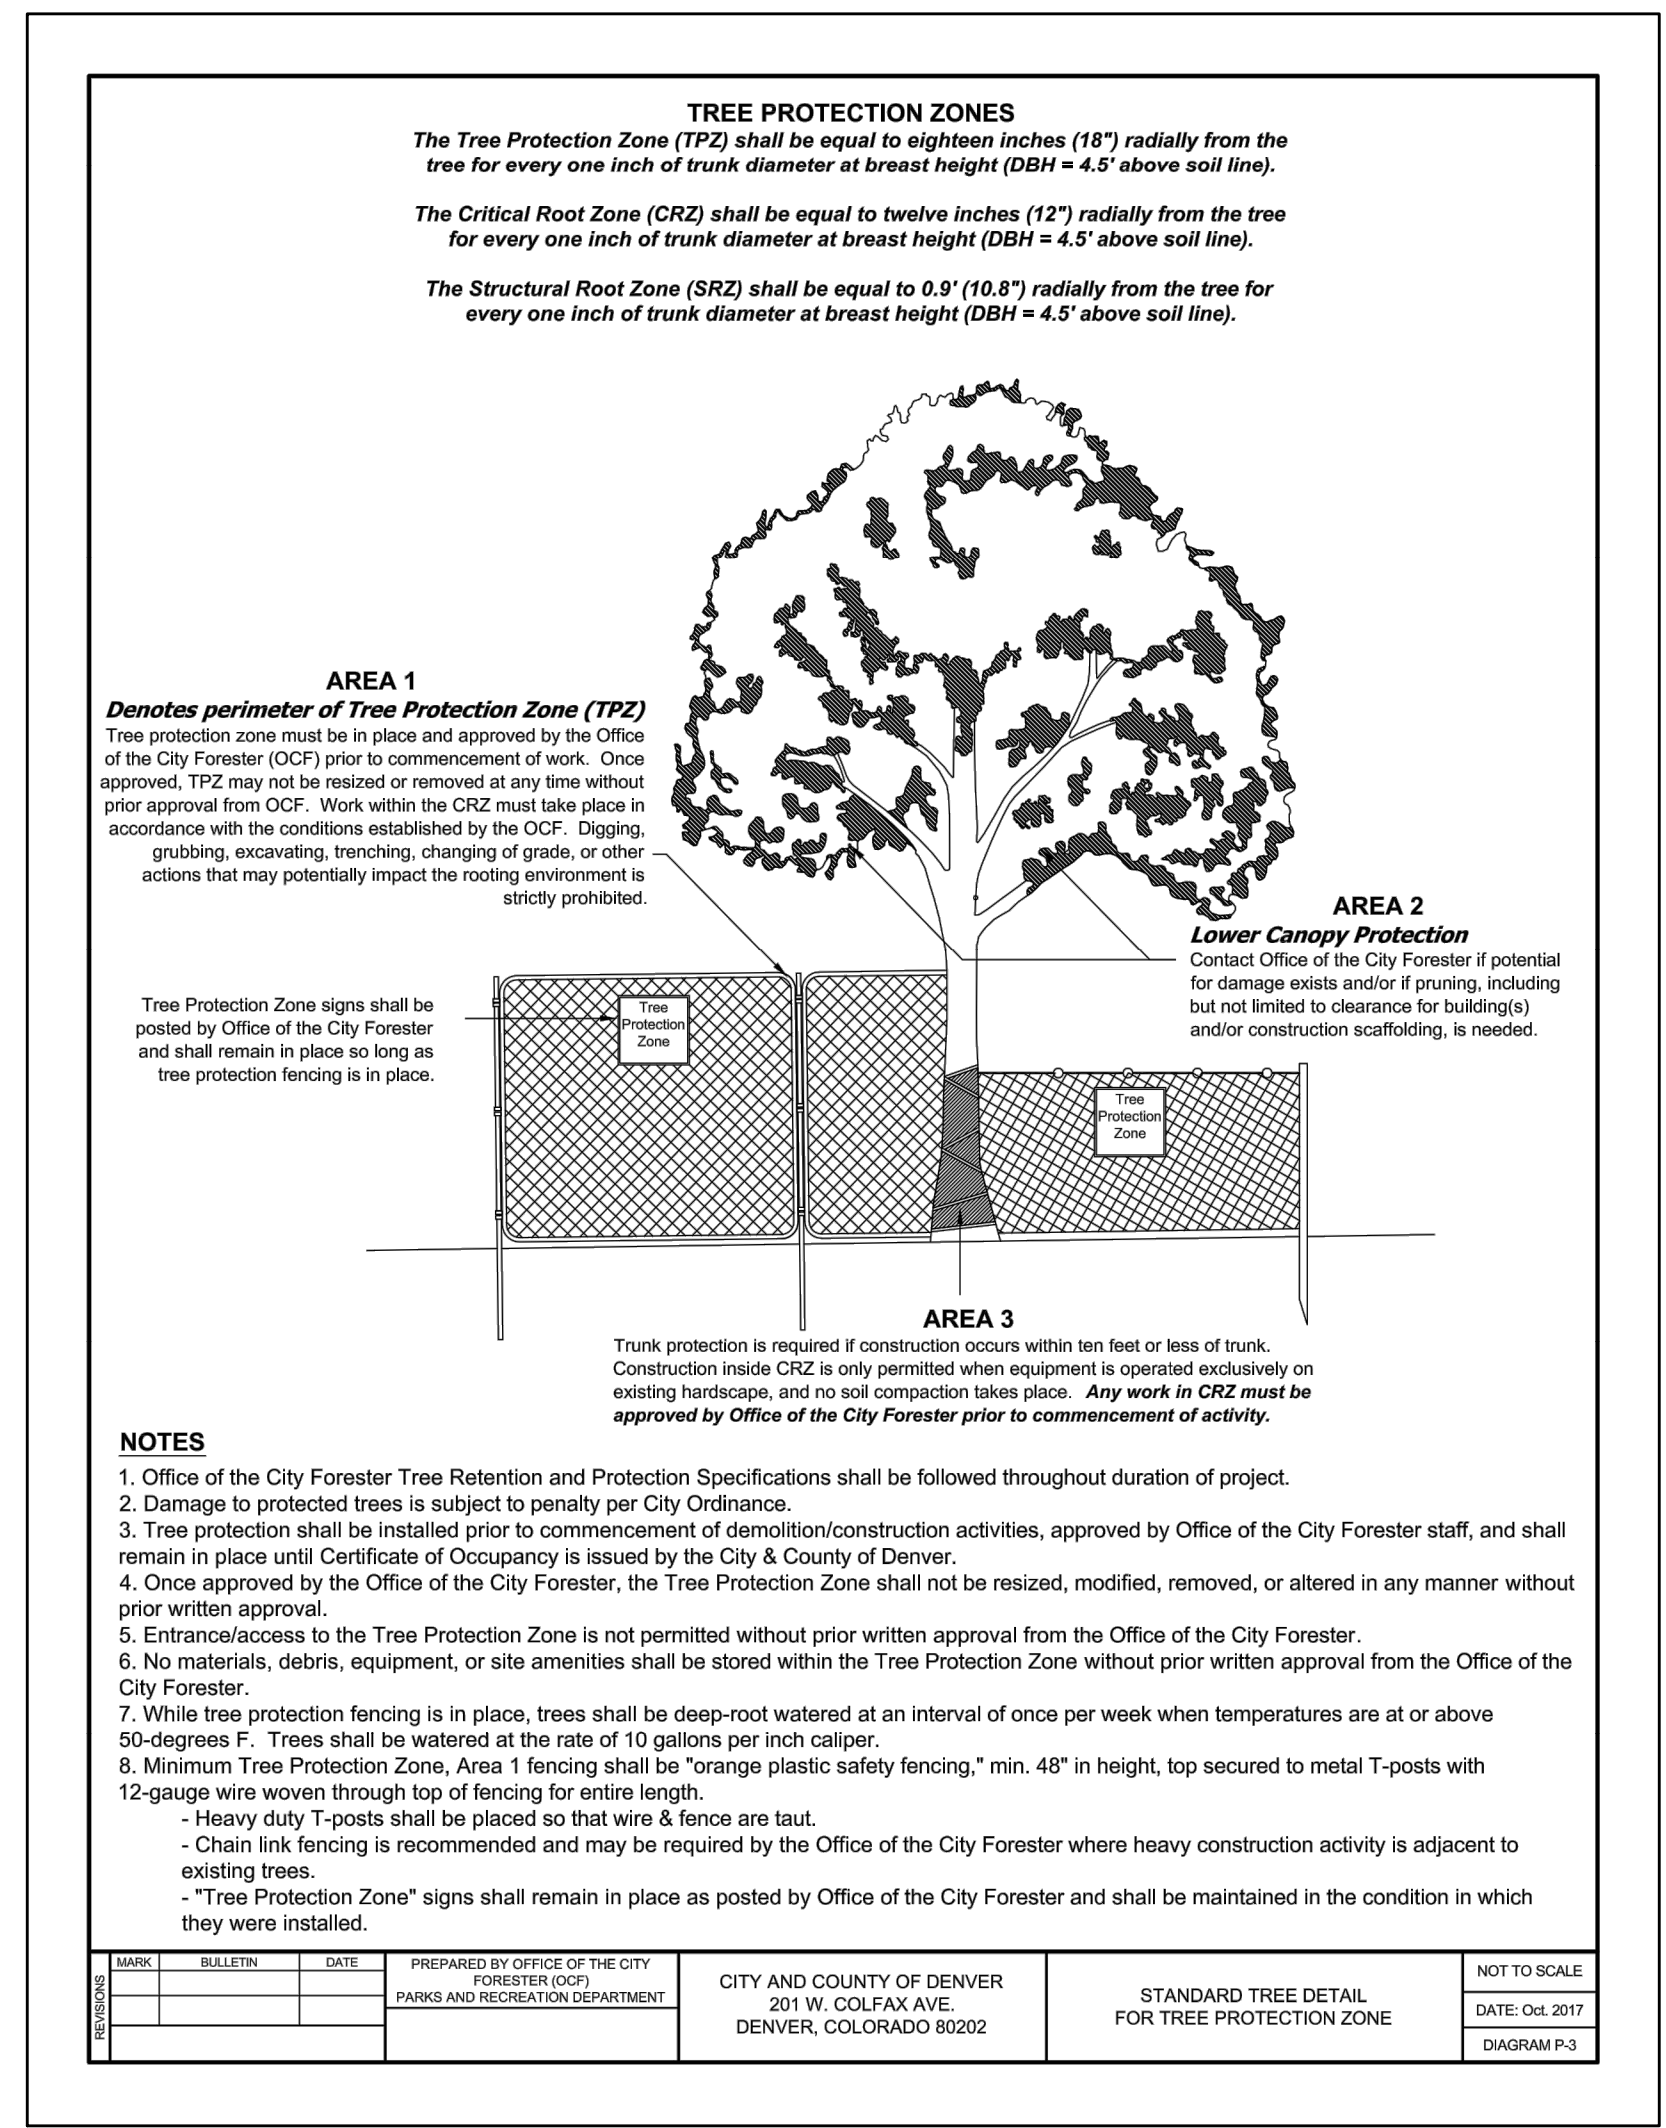 TREE PROTECTION ZONES
The Tree Protection Zone (TPZ) shall be equal to eighteen inches (18") radially from the
tree for every one inch of trunk diameter at breast height (DBH = 4.5' above soil line).
The Critical Root Zone (CRZ) shall be equal to twelve inches (12") radially from the tree
for every one inch of trunk diameter at breast height (DBH = 4.5' above soil line).
The Structural Root Zone (SRZ) shall be equal to 0.9' (10.8") radially from the tree for
every one inch of trunk diameter at breast height (DBH = 4.5' above soil line).
AREA 1
Denotes perimeter of Tree Protection Zone (TPZ)
Tree protection zone must be in place and approved by the Office
of the City Forester (OCF) prior to commencement of work. Once
approved, TPZ may not be resized or removed at any time without
prior approval from OCF. Work within the CRZ must take place in
accordance with the conditions established by the OCF. Digging,
grubbing, excavating, trenching, changing of grade, or other
actions that may potentially impact the rooting environment is
strictly prohibited.
AREA 2
Lower Canopy Protection
Contact Office of the City Forester if potential
for damage exists and/or if pruning, including
but not limited to clearance for building(s)
and/or construction scaffolding, is needed.
Tree Protection Zone signs shall be
posted by Office of the City Forester
and shall remain in place so long as
tree protection fencing is in place.
Tree
Protection
Zone
Tree
Protection
Zone
AREA 3
Trunk protection is required if construction occurs within ten feet or less of trunk.
Construction inside CRZ is only permitted when equipment is operated exclusively on
existing hardscape, and no soil compaction takes place. Any work in CRZ must be
approved by Office of the City Forester prior to commencement of activity.
NOTES
1. Office of the City Forester Tree Retention and Protection Specifications shall be followed throughout duration of project.
2. Damage to protected trees is subject to penalty per City Ordinance.
3. Tree protection shall be installed prior to commencement of demolition/construction activities, approved by Office of the City Forester staff, and shall
remain in place until Certificate of Occupancy is issued by the City & County of Denver.
4. Once approved by the Office of the City Forester, the Tree Protection Zone shall not be resized, modified, removed, or altered in any manner without
prior written approval.
5. Entrance/access to the Tree Protection Zone is not permitted without prior written approval from the Office of the City Forester.
6. No materials, debris, equipment, or site amenities shall be stored within the Tree Protection Zone without prior written approval from the Office of the
City Forester.
7. While tree protection fencing is in place, trees shall be deep-root watered at an interval of once per week when temperatures are at or above
50-degrees F. Trees shall be watered at the rate of 10 gallons per inch caliper.
8. Minimum Tree Protection Zone, Area 1 fencing shall be "orange plastic safety fencing," min. 48" in height, top secured to metal T-posts with
12-gauge wire woven through top of fencing for entire length.
- Heavy duty T-posts shall be placed so that wire & fence are taut.
- Chain link fencing is recommended and may be required by the Office of the City Forester where heavy construction activity is adjacent to
existing trees.
- "Tree Protection Zone" signs shall remain in place as posted by Office of the City Forester and shall be maintained in the condition in which
they were installed.
REVISIONS
MARK BULLETIN DATE
PREPARED BY OFFICE OF THE CITY
FORESTER (OCF)
PARKS AND RECREATION DEPARTMENT
CITY AND COUNTY OF DENVER
201 W. COLFAX AVE.
DENVER, COLORADO 80202
STANDARD TREE DETAIL
FOR TREE PROTECTION ZONE
NOT TO SCALE
DATE: Oct. 2017
DIAGRAM P-3